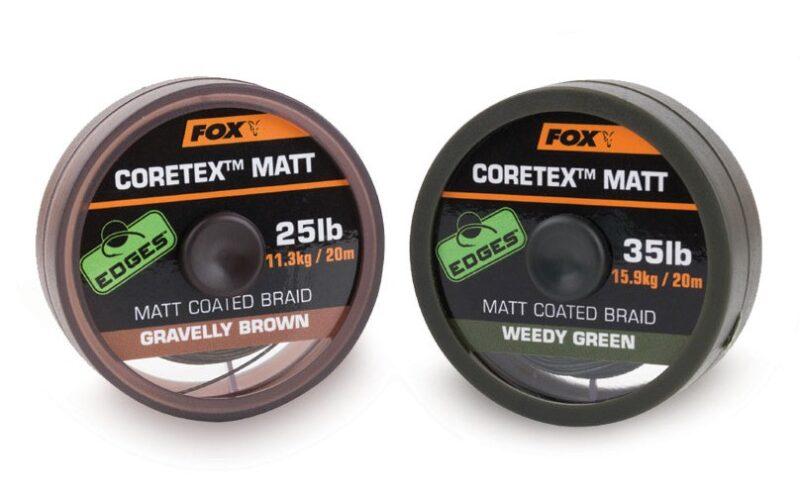 FOX
CORETEX™ MATT
25lb
11.3kg / 20m
EDGES
MATT COATED BRAID
GRAVELLY BROWN
FOX
CORETEX™ MATT
35lb
15.9kg / 20m
EDGES
MATT COATED BRAID
WEEDY GREEN